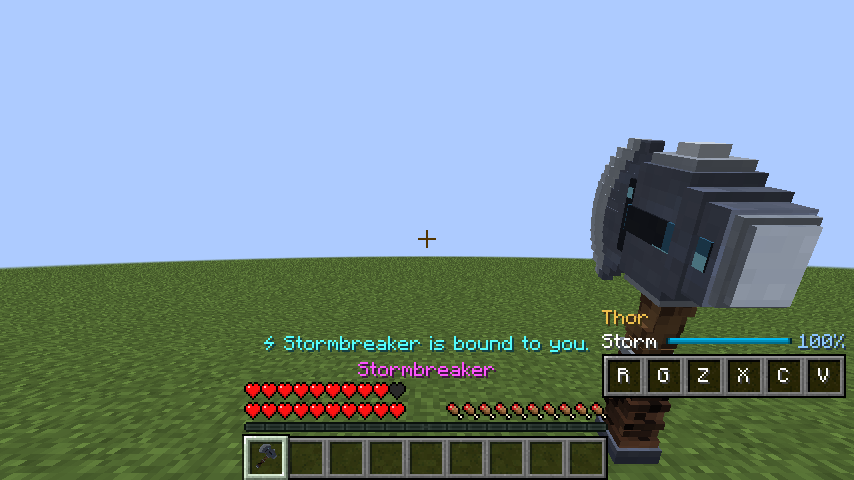 Thor
⚡ Stormbreaker is bound to you.
Storm 100%
Stormbreaker
R G Z X C V